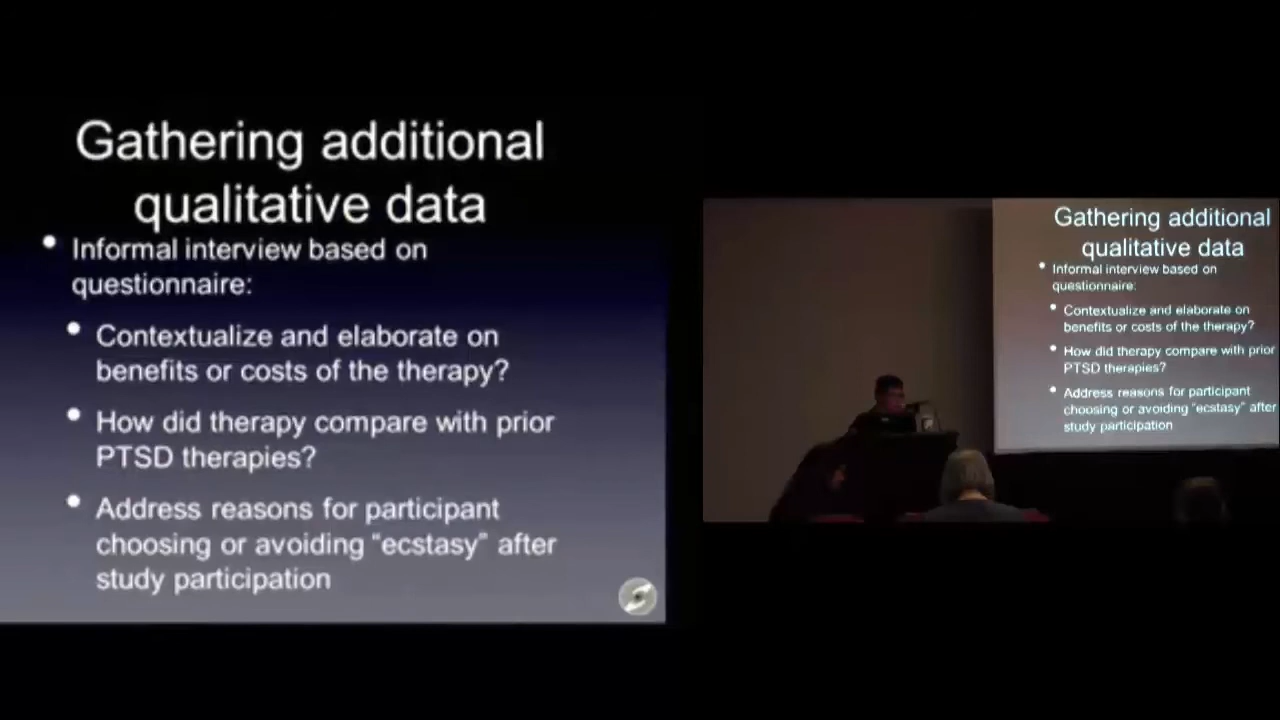 Gathering additional
qualitative data
• Informal interview based on
questionnaire:
• Contextualize and elaborate on
benefits or costs of the therapy?
• How did therapy compare with prior
PTSD therapies?
• Address reasons for participant
choosing or avoiding “ecstasy” after
study participation
Gathering additional
qualitative data
• Informal interview based on
questionnaire:
• Contextualize and elaborate on
benefits or costs of the therapy?
• How did therapy compare with prior
PTSD therapies?
• Address reasons for participant
choosing or avoiding “ecstasy” after
study participation